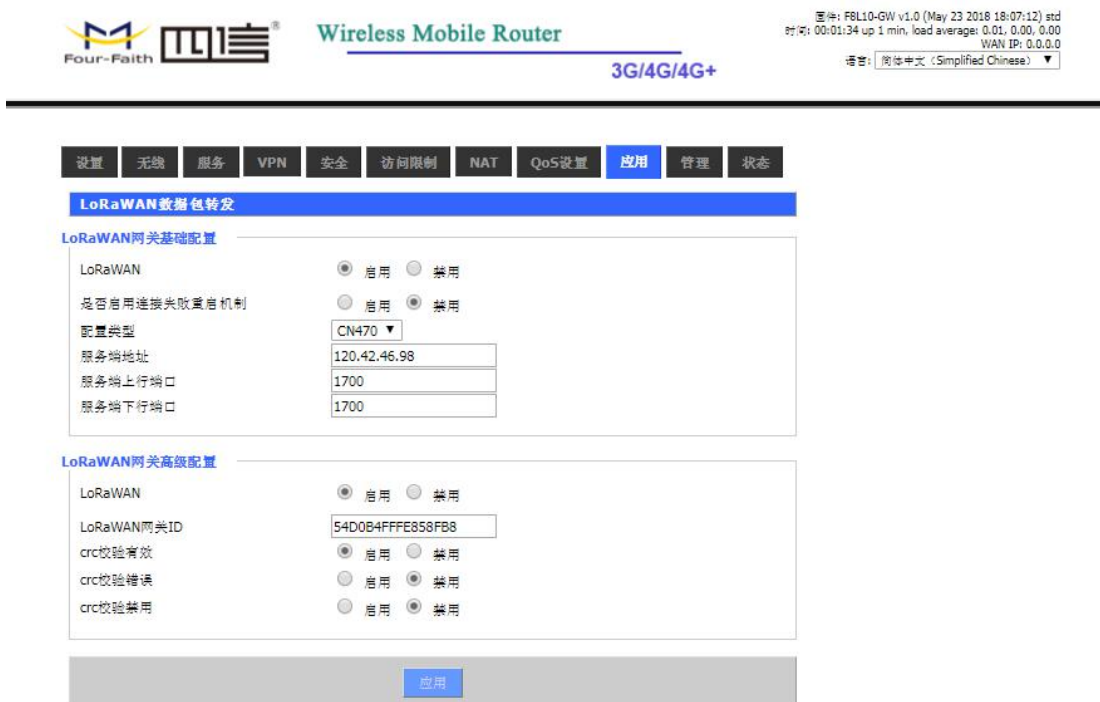 Four-Faith 四信®
Wireless Mobile Router
3G/4G/4G+
固件: F8L10-GW v1.0 (May 23 2018 18:07:12) std
时间: 00:01:34 up 1 min, load average: 0.01, 0.00, 0.00
WAN IP: 0.0.0.0
语言: 简体中文 (Simplified Chinese) ▼
设置 无线 服务 VPN 安全 访问限制 NAT QoS设置 应用 管理 状态
LoRaWAN数据包转发
LoRaWAN网关基础配置
LoRaWAN 启用 禁用
是否启用连接失败重启机制 启用 禁用
配置类型 CN470 ▼
服务端地址 120.42.46.98
服务端上行端口 1700
服务端下行端口 1700
LoRaWAN网关高级配置
LoRaWAN 启用 禁用
LoRaWAN网关ID 54D0B4FFFE858FB8
crc校验有效 启用 禁用
crc校验错误 启用 禁用
crc校验禁用 启用 禁用
应用